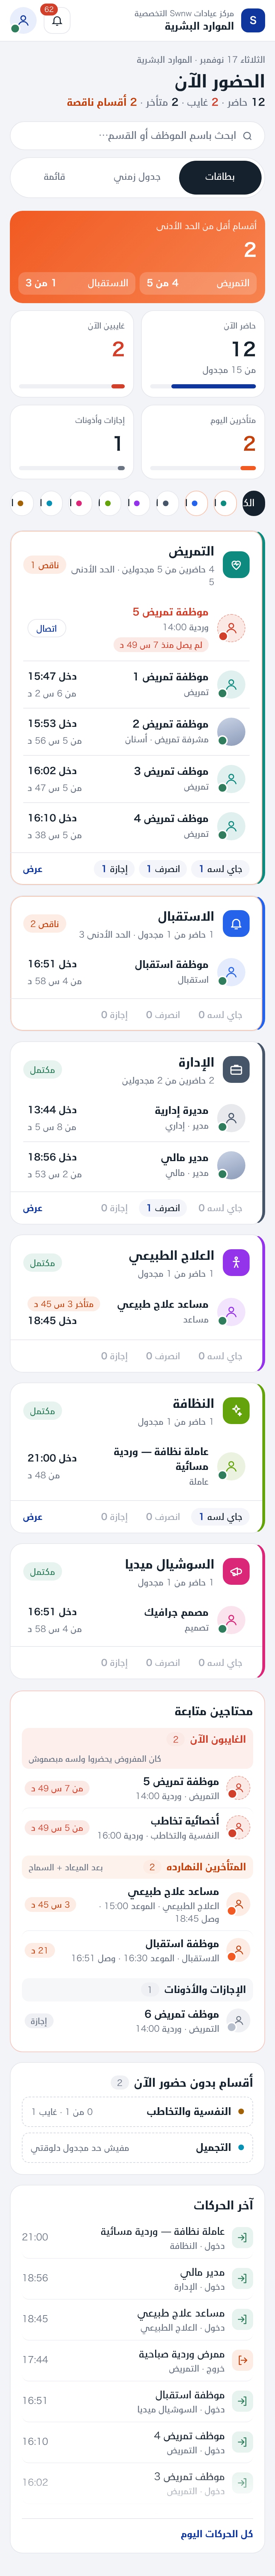 S
مركز عيادات Swnw التخصصية
الموارد البشرية
62
الثلاثاء 17 نوفمبر · الموارد البشرية
الحضور الآن
12 حاضر · 2 غايب · 2 متأخر · 2 أقسام ناقصة
ابحث باسم الموظف أو القسم...
بطاقات
جدول زمني
قائمة
أقسام أقل من الحد الأدنى
2
التمريض 4 من 5
الاستقبال 1 من 3
حاضر الآن
12
من 15 مجدول
غايبين الآن
2
متأخرين اليوم
2
إجازات وأذونات
1
التمريض
4 حاضرين من 5 مجدولين · الحد الأدنى 5
ناقص 1
موظفة تمريض 5
وردية 14:00
لم يصل منذ 7 س 49 د
اتصال
موظفة تمريض 1
تمريض
دخل 15:47
من 6 س 2 د
موظفة تمريض 2
مشرفة تمريض · أسنان
دخل 15:53
من 5 س 56 د
موظف تمريض 3
تمريض
دخل 16:02
من 5 س 47 د
موظف تمريض 4
تمريض
دخل 16:10
من 5 س 38 د
جاي لسه 1
انصرف 1
إجازة 1
عرض
الاستقبال
1 حاضر من 1 مجدول · الحد الأدنى 3
ناقص 2
موظفة استقبال
استقبال
دخل 16:51
من 4 س 58 د
جاي لسه 0
انصرف 0
إجازة 0
الإدارة
2 حاضرين من 2 مجدولين
مكتمل
مديرة إدارية
مدير · إداري
دخل 13:44
من 8 س 5 د
مدير مالي
مدير · مالي
دخل 18:56
من 2 س 53 د
جاي لسه 0
انصرف 1
إجازة 0
عرض
العلاج الطبيعي
1 حاضر من 1 مجدول
مكتمل
مساعد علاج طبيعي
مساعد
متأخر 3 س 45 د
دخل 18:45
جاي لسه 0
انصرف 0
إجازة 0
النظافة
1 حاضر من 1 مجدول
مكتمل
عاملة نظافة — وردية مسائية
عاملة
دخل 21:00
من 48 د
جاي لسه 1
انصرف 0
إجازة 0
عرض
السوشيال ميديا
1 حاضر من 1 مجدول
مكتمل
مصمم جرافيك
تصميم
دخل 16:51
من 4 س 58 د
جاي لسه 0
انصرف 0
إجازة 0
محتاجين متابعة
الغايبون الآن 2
كان المفروض يحضروا ولسه مبصموش
موظفة تمريض 5
التمريض · وردية 14:00
من 7 س 49 د
أخصائية تخاطب
النفسية والتخاطب · وردية 16:00
من 5 س 49 د
المتأخرين النهارده 2
بعد الميعاد + السماح
مساعد علاج طبيعي
العلاج الطبيعي · الموعد 15:00 · وصل 18:45
3 س 45 د
موظفة استقبال
الاستقبال · الموعد 16:30 · وصل 16:51
21 د
الإجازات والأذونات 1
موظف تمريض 6
التمريض · وردية 14:00
إجازة
أقسام بدون حضور الآن 2
النفسية والتخاطب
0 من 1 · غايب 1
التجميل
مفيش حد مجدول دلوقتي
آخر الحركات
عاملة نظافة — وردية مسائية
دخول · النظافة
21:00
مدير مالي
دخول · الإدارة
18:56
مساعد علاج طبيعي
دخول · العلاج الطبيعي
18:45
ممرض وردية صباحية
خروج · التمريض
17:44
موظفة استقبال
دخول · السوشيال ميديا
16:51
موظف تمريض 4
دخول · التمريض
16:10
موظف تمريض 3
دخول · التمريض
16:02
كل الحركات اليوم